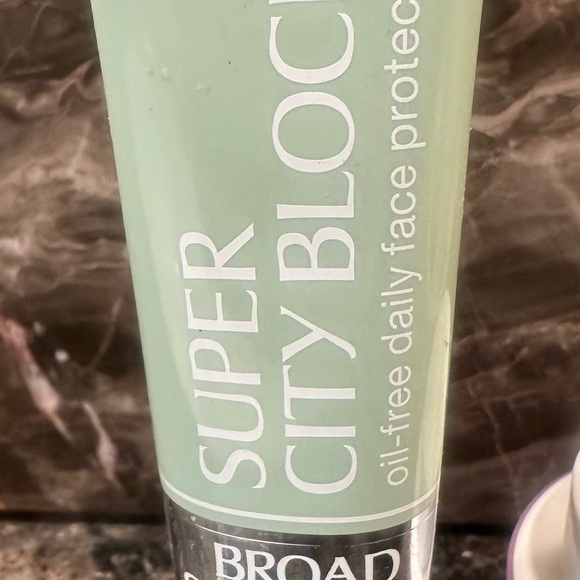 SUPER
CITY BLOC
oil-free daily face protec
BROAD